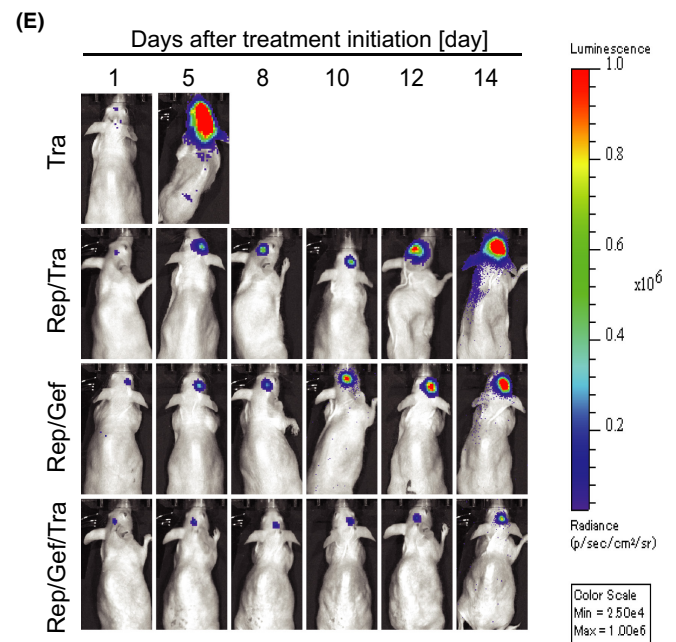 (E)
Days after treatment initiation [day]
1 5 8 10 12 14
Tra
Rep/Tra
Rep/Gef
Rep/Gef/Tra
Luminescence
1.0
0.8
0.6
x10⁶
0.4
0.2
Radiance
(p/sec/cm²/sr)
Color Scale
Min = 2.50e4
Max = 1.00e6